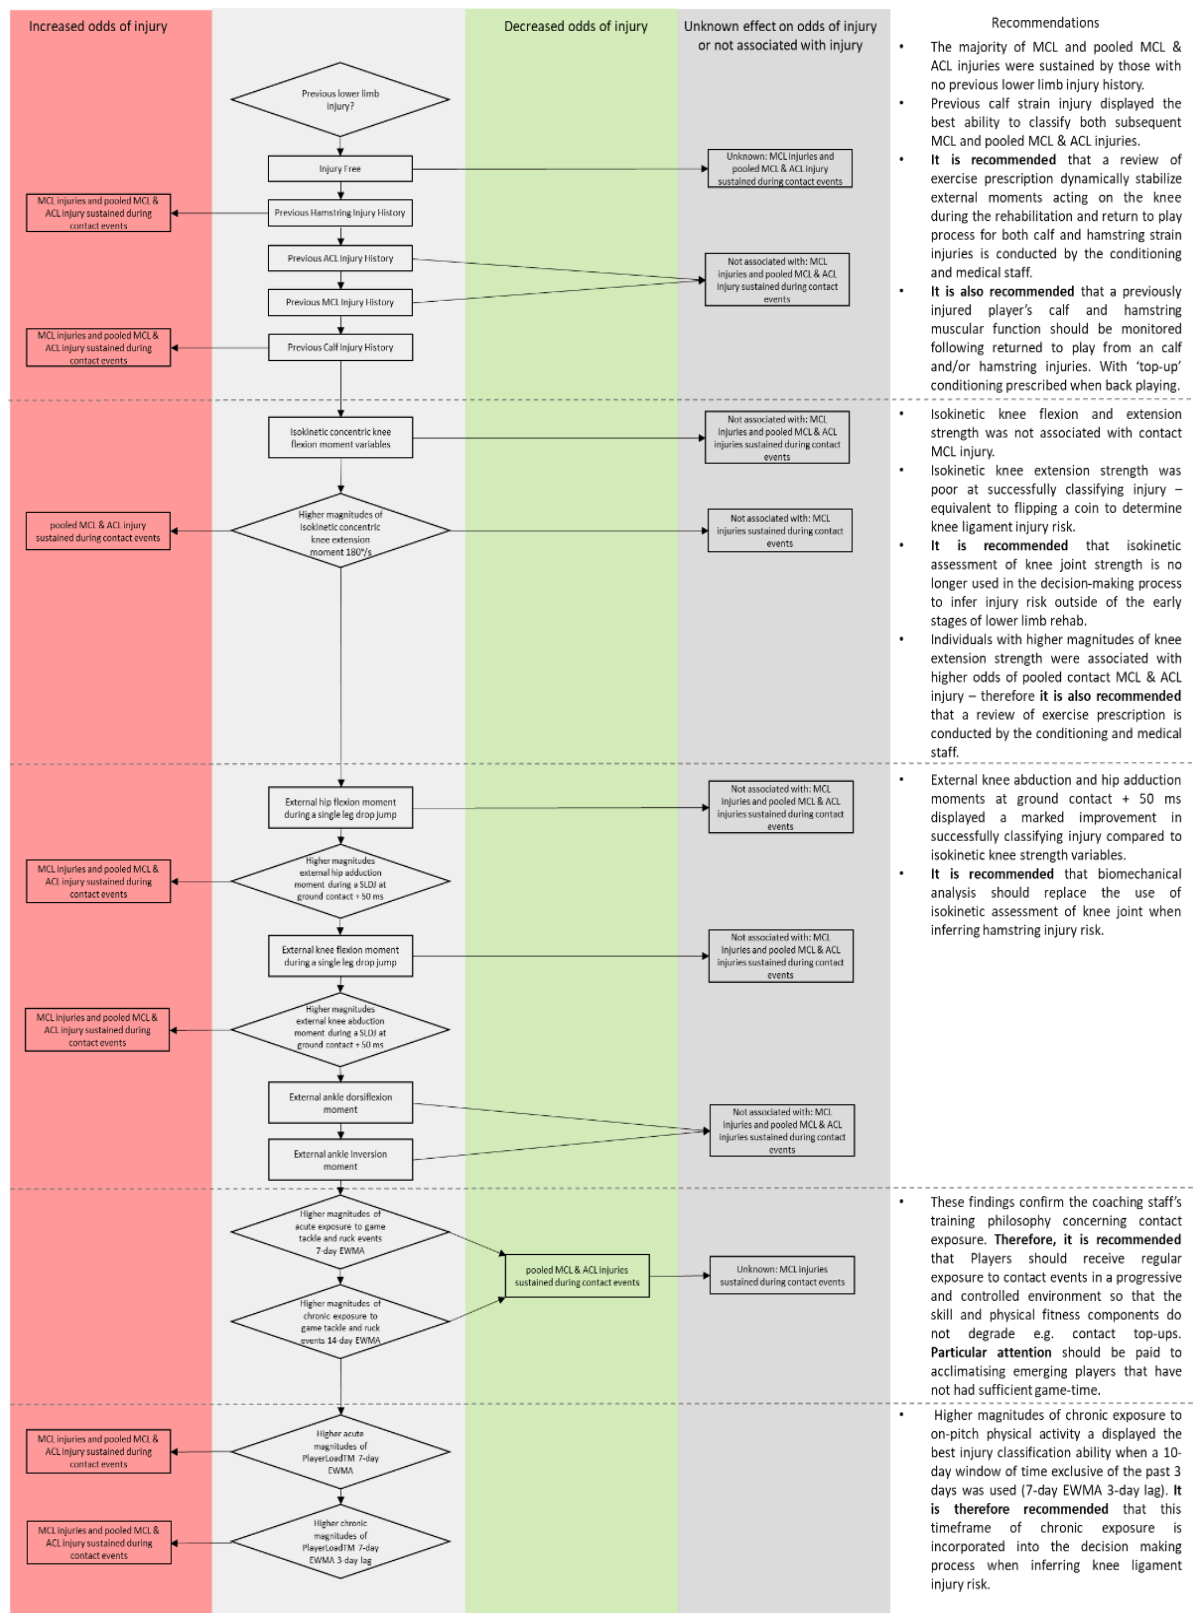 Increased odds of injury
Decreased odds of injury
Unknown effect on odds of injury
or not associated with injury
Recommendations
Previous lower limb
injury?
Injury Free
Unknown: MCL injuries and
pooled MCL & ACL injury
sustained during contact events
MCL injuries and pooled MCL &
ACL injury sustained during
contact events
Previous Hamstring Injury History
Previous ACL Injury History
Not associated with: MCL
injuries and pooled MCL & ACL
injury sustained during contact
events
Previous MCL Injury History
MCL injuries and pooled MCL &
ACL injury sustained during
contact events
Previous Calf Injury History
• The majority of MCL and pooled MCL &
ACL injuries were sustained by those with
no previous lower limb injury history.
• Previous calf strain injury displayed the
best ability to classify both subsequent
MCL and pooled MCL & ACL injuries.
• It is recommended that a review of
exercise prescription dynamically stabilize
external moments acting on the knee
during the rehabilitation and return to play
process for both calf and hamstring strain
injuries is conducted by the conditioning
and medical staff.
• It is also recommended that a previously
injured player's calf and hamstring
muscular function should be monitored
following returned to play from an calf
and/or hamstring injuries. With 'top-up'
conditioning prescribed when back playing.
Isokinetic concentric knee
flexion moment variables
Not associated with: MCL
injuries and pooled MCL & ACL
injuries sustained during contact
events
pooled MCL & ACL injury
sustained during contact events
Higher magnitudes of
isokinetic concentric
knee extension
moment 180°/s
Not associated with: MCL
injuries sustained during contact
events
• Isokinetic knee flexion and extension
strength was not associated with contact
MCL injury.
• Isokinetic knee extension strength was
poor at successfully classifying injury –
equivalent to flipping a coin to determine
knee ligament injury risk.
• It is recommended that isokinetic
assessment of knee joint strength is no
longer used in the decision-making process
to infer injury risk outside of the early
stages of lower limb rehab.
• Individuals with higher magnitudes of knee
extension strength were associated with
higher odds of pooled contact MCL & ACL
injury – therefore it is also recommended
that a review of exercise prescription is
conducted by the conditioning and medical
staff.
External hip flexion moment
during a single leg drop jump
Not associated with: MCL
injuries and pooled MCL & ACL
injuries sustained during contact
events
MCL injuries and pooled MCL &
ACL injury sustained during
contact events
Higher magnitudes
external hip adduction
moment during a SLDJ at
ground contact + 50 ms
External knee flexion moment
during a single leg drop jump
Not associated with: MCL
injuries and pooled MCL & ACL
injuries sustained during contact
events
MCL injuries and pooled MCL &
ACL injury sustained during
contact events
Higher magnitudes
external knee abduction
moment during a SLDJ at
ground contact + 50 ms
External ankle dorsiflexion
moment
Not associated with: MCL
injuries and pooled MCL & ACL
injuries sustained during contact
events
External ankle Inversion
moment
• External knee abduction and hip adduction
moments at ground contact + 50 ms
displayed a marked improvement in
successfully classifying injury compared to
isokinetic knee strength variables.
• It is recommended that biomechanical
analysis should replace the use of
isokinetic assessment of knee joint when
inferring hamstring injury risk.
Higher magnitudes of
acute exposure to game
tackle and ruck events
7-day EWMA
pooled MCL & ACL injuries
sustained during contact events
Unknown: MCL injuries
sustained during contact events
Higher magnitudes of
chronic exposure to
game tackle and ruck
events 14-day EWMA
• These findings confirm the coaching staff's
training philosophy concerning contact
exposure. Therefore, it is recommended
that Players should receive regular
exposure to contact events in a progressive
and controlled environment so that the
skill and physical fitness components do
not degrade e.g. contact top-ups.
Particular attention should be paid to
acclimatising emerging players that have
not had sufficient game-time.
MCL injuries and pooled MCL &
ACL injury sustained during
contact events
Higher acute
magnitudes of
PlayerLoadTM 7-day
EWMA
MCL injuries and pooled MCL &
ACL injury sustained during
contact events
Higher chronic
magnitudes of
PlayerLoadTM 7-day
EWMA 3-day lag
• Higher magnitudes of chronic exposure to
on-pitch physical activity a displayed the
best injury classification ability when a 10-
day window of time exclusive of the past 3
days was used (7-day EWMA 3-day lag). It
is therefore recommended that this
timeframe of chronic exposure is
incorporated into the decision making
process when inferring knee ligament
injury risk.